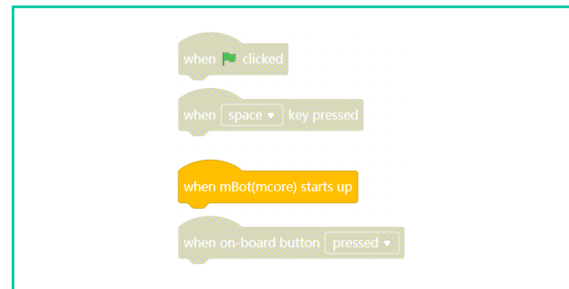 when clicked
when space key pressed
when mBot(mcore) starts up
when on-board button pressed